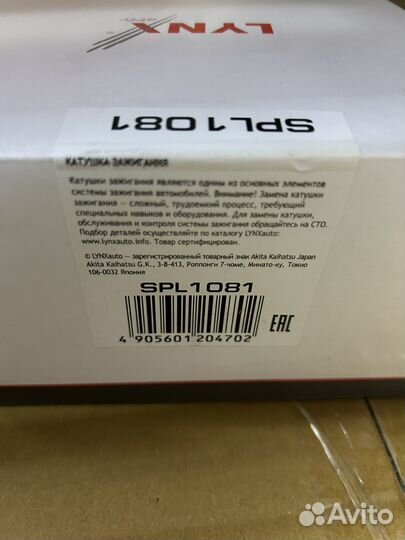 LYNX
SPL1081
КАТУШКА ЗАЖИГАНИЯ
Катушки зажигания являются одним из основных элементов
системы зажигания автомобилей. Внимание! Замена катушки
зажигания – сложный, трудоемкий процесс, требующий
специальных навыков и оборудования. Для замены катушки,
обслуживания и контроля системы зажигания обращайтесь на СТО.
Подбор деталей осуществляйте по каталогу LYNXauto:
www.lynxauto.info. Товар сертифицирован.
© LYNXauto – зарегистрированный товарный знак Akita Kaihatsu Japan
Akita Kaihatsu G.K., 3-8-413, Роппонги 7-чоме, Минато-ку, Токио
106-0032 Япония
SPL1081
4 905601 204702
EAC
Avito